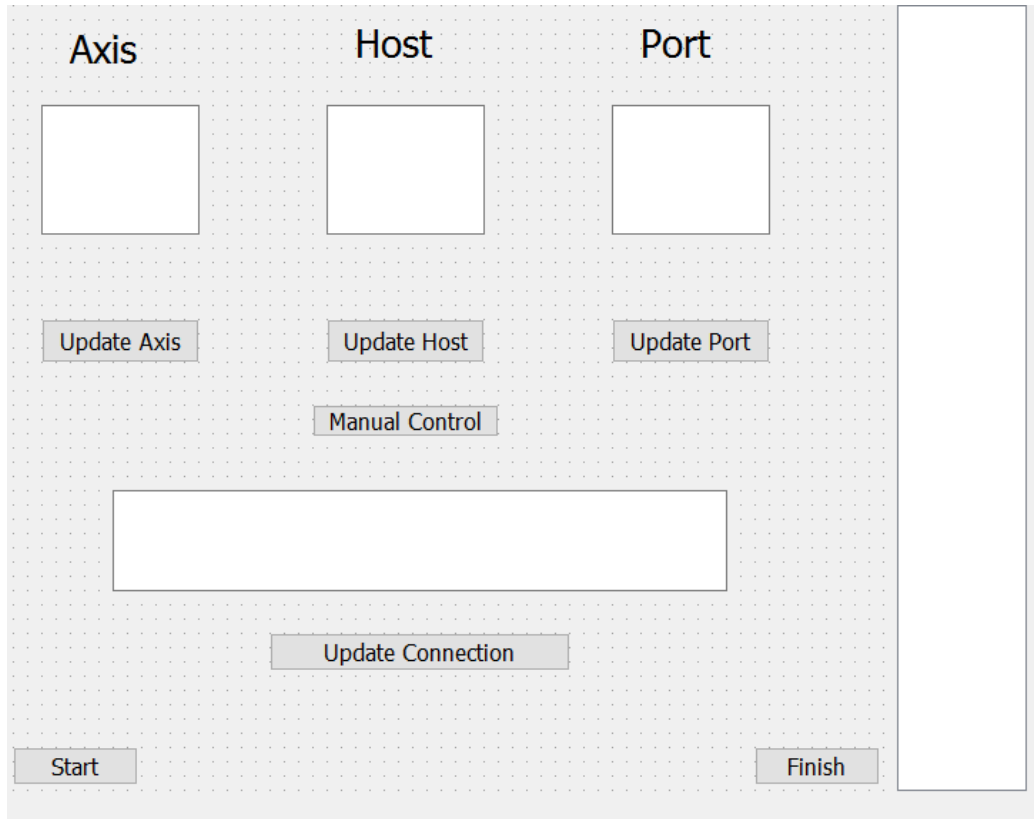 Axis
Host
Port
Update Axis
Update Host
Update Port
Manual Control
Update Connection
Start
Finish